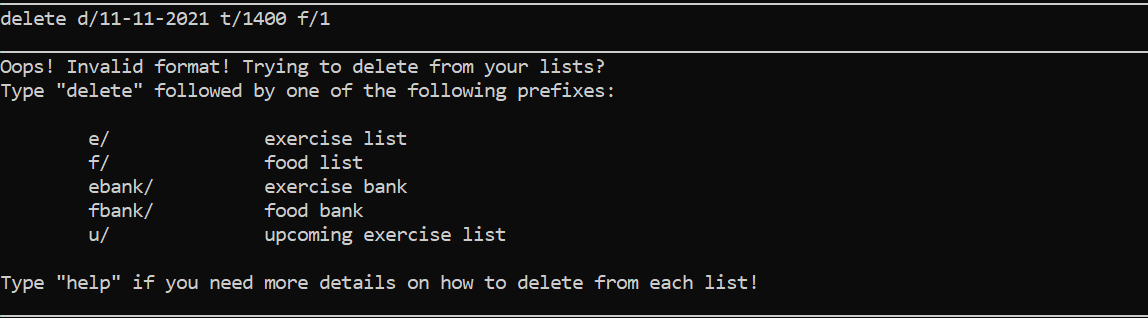 delete d/11-11-2021 t/1400 f/1
Oops! Invalid format! Trying to delete from your lists?
Type "delete" followed by one of the following prefixes:
e/ exercise list
f/ food list
ebank/ exercise bank
fbank/ food bank
u/ upcoming exercise list
Type "help" if you need more details on how to delete from each list!